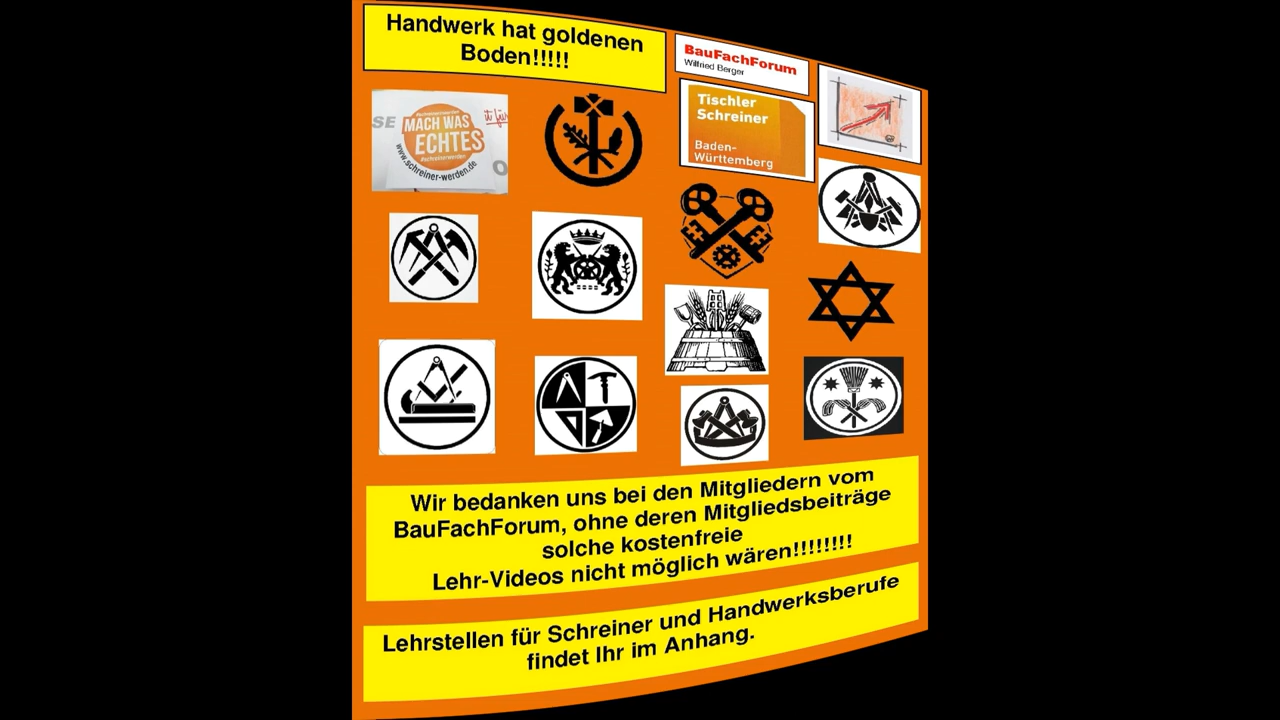 Handwerk hat goldenen
Boden!!!!!
BauFachForum
Wilfried Berger
SE
MACH WAS
ECHTES
#schreinerwerden
www.schreiner-werden.de
Tischler
Schreiner
Baden-
Württemberg
Wir bedanken uns bei den Mitgliedern vom
BauFachForum, ohne deren Mitgliedsbeiträge
solche kostenfreie
Lehr-Videos nicht möglich wären!!!!!!!!
Lehrstellen für Schreiner und Handwerksberufe
findet Ihr im Anhang.